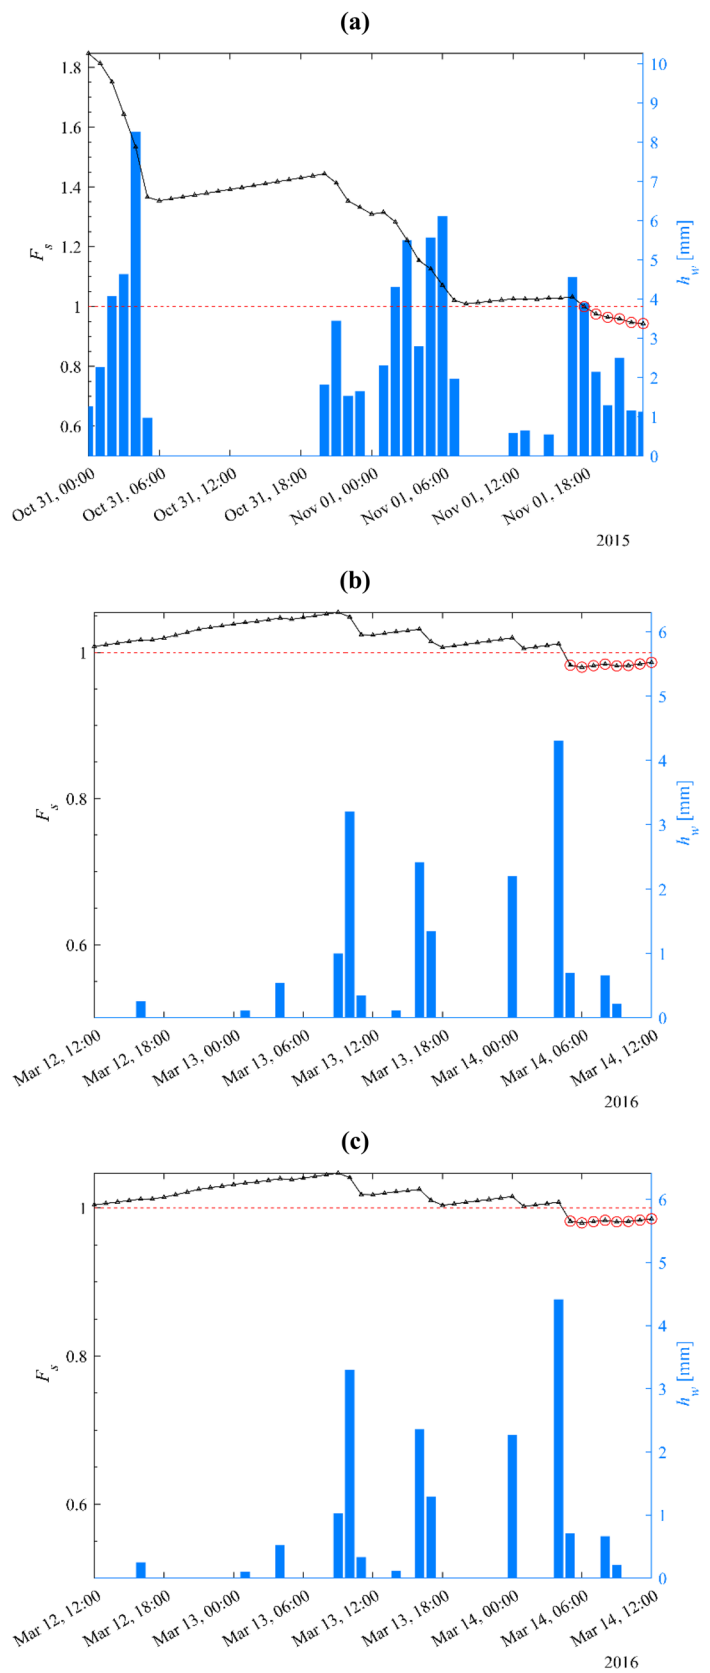 (a)
1.8
1.6
1.4
1.2
1
0.8
0.6
F_s
10
9
8
7
6
5
4
3
2
1
0
h_w [mm]
Oct 31, 00:00
Oct 31, 06:00
Oct 31, 12:00
Oct 31, 18:00
Nov 01, 00:00
Nov 01, 06:00
Nov 01, 12:00
Nov 01, 18:00
2015
(b)
1
0.8
0.6
F_s
6
5
4
3
2
1
0
h_w [mm]
Mar 12, 12:00
Mar 12, 18:00
Mar 13, 00:00
Mar 13, 06:00
Mar 13, 12:00
Mar 13, 18:00
Mar 14, 00:00
Mar 14, 06:00
Mar 14, 12:00
2016
(c)
1
0.8
0.6
F_s
6
5
4
3
2
1
0
h_w [mm]
Mar 12, 12:00
Mar 12, 18:00
Mar 13, 00:00
Mar 13, 06:00
Mar 13, 12:00
Mar 13, 18:00
Mar 14, 00:00
Mar 14, 06:00
Mar 14, 12:00
2016